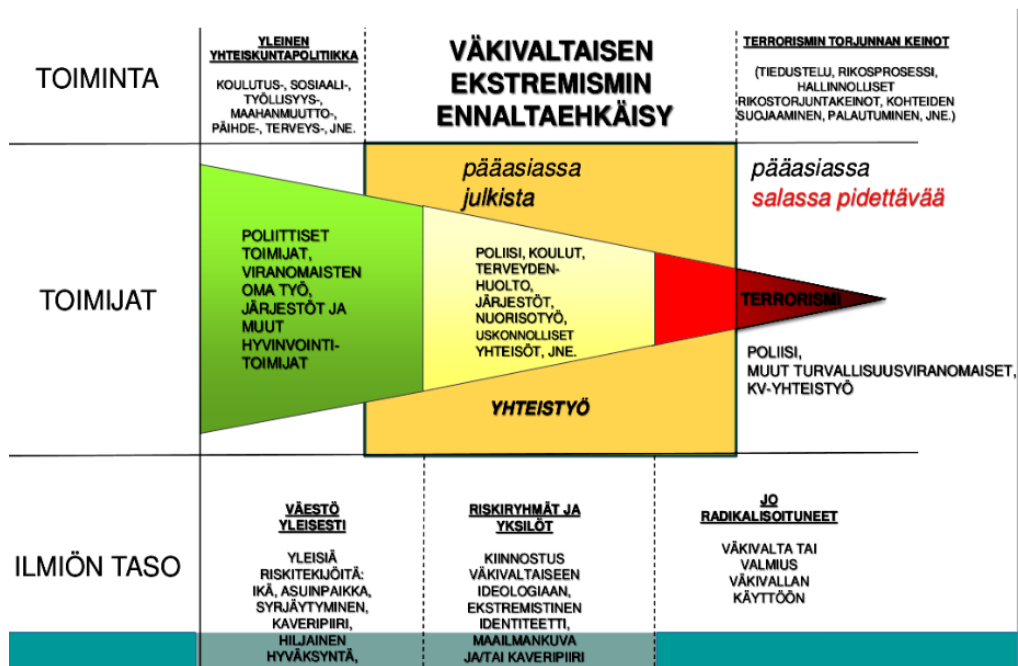 TOIMINTA
YLEINEN
YHTEISKUNTAPOLITIIKKA
KOULUTUS-, SOSIAALI-,
TYÖLLISYYS-,
MAAHANMUUTTO-,
PÄIHDE-, TERVEYS-, JNE.
VÄKIVALTAISEN
EKSTREMISMIN
ENNALTAEHKÄISY
TERRORISMIN TORJUNNAN KEINOT
(TIEDUSTELU, RIKOSPROSESSI,
HALLINNOLLISET
RIKOSTORJUNTAKEINOT, KOHTEIDEN
SUOJAAMINEN, PALAUTUMINEN, JNE.)
TOIMIJAT
POLIITTISET
TOIMIJAT,
VIRANOMAISTEN
OMA TYÖ,
JÄRJESTÖT JA
MUUT
HYVINVOINTI-
TOIMIJAT
pääasiassa
julkista
POLIISI, KOULUT,
TERVEYDEN-
HUOLTO,
JÄRJESTÖT,
NUORISOTYÖ,
USKONNOLLISET
YHTEISÖT, JNE.
YHTEISTYÖ
pääasiassa
salassa pidettävää
TERRORISMI
POLIISI,
MUUT TURVALLISUUSVIRANOMAISET,
KV-YHTEISTYÖ
ILMIÖN TASO
VÄESTÖ
YLEISESTI
YLEISIÄ
RISKITEKIJÖITÄ:
IKÄ, ASUINPAIKKA,
SYRJÄYTYMINEN,
KAVERIPIIRI,
HILJAINEN
HYVÄKSYNTÄ,
RISKIRYHMÄT JA
YKSILÖT
KIINNOSTUS
VÄKIVALTAISEEN
IDEOLOGIAAN,
EKSTREMISTINEN
IDENTITEETTI,
MAAILMANKUVA
JA/TAI KAVERIPIIRI
JO
RADIKALISOITUNEET
VÄKIVALTA TAI
VALMIUS
VÄKIVALLAN
KÄYTTÖÖN